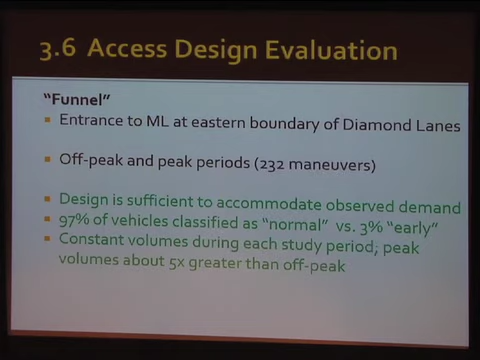 3.6 Access Design Evaluation
“Funnel”
Entrance to ML at eastern boundary of Diamond Lanes
Off-peak and peak periods (232 maneuvers)
Design is sufficient to accommodate observed demand
97% of vehicles classified as “normal” vs. 3% “early”
Constant volumes during each study period; peak
volumes about 5x greater than off-peak